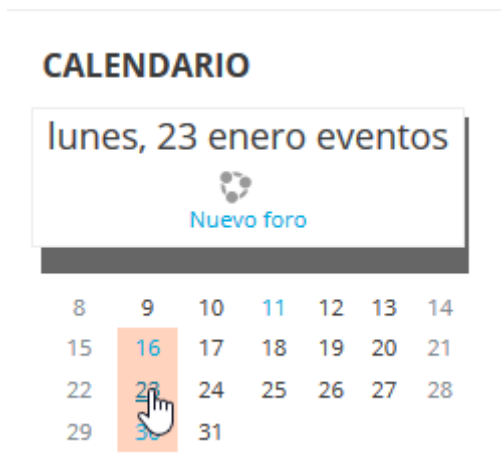 CALENDARIO
lunes, 23 enero eventos
Nuevo foro
8 9 10 11 12 13 14
15 16 17 18 19 20 21
22 23 24 25 26 27 28
29 30 31